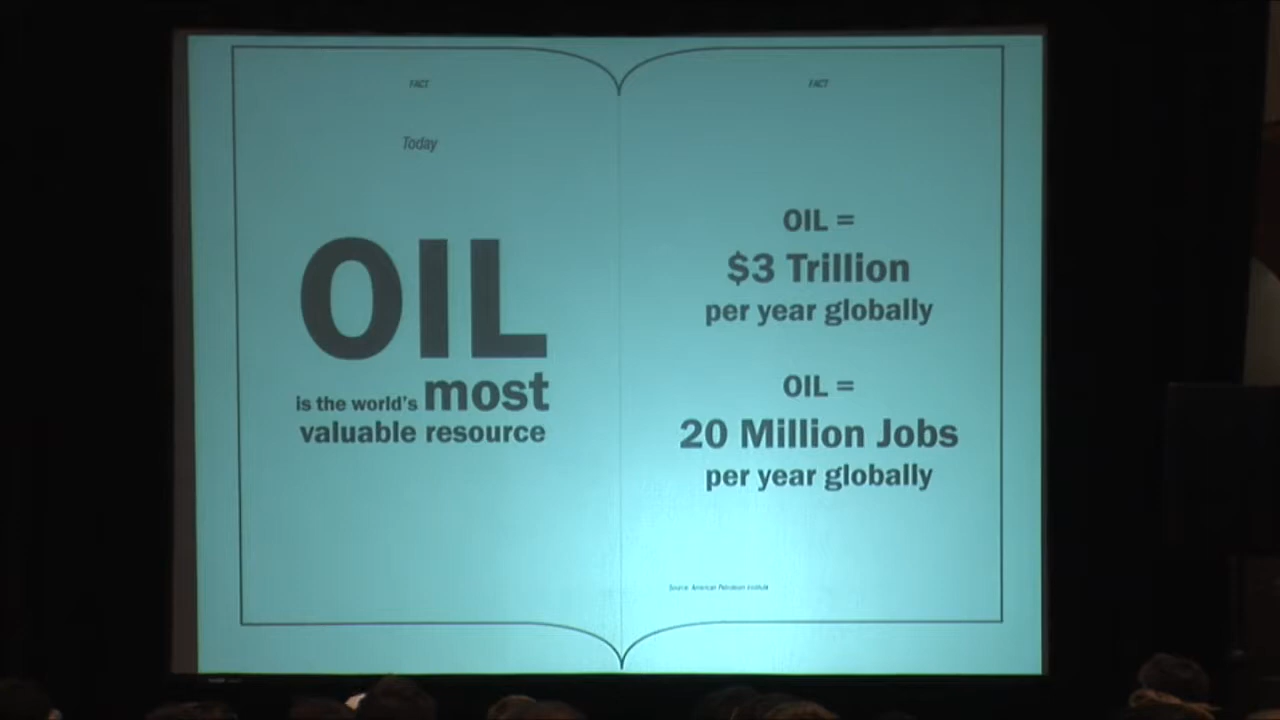 FACT
Today
OIL
is the world's most
valuable resource
FACT
OIL =
$3 Trillion
per year globally
OIL =
20 Million Jobs
per year globally
Source: American Petroleum Institute